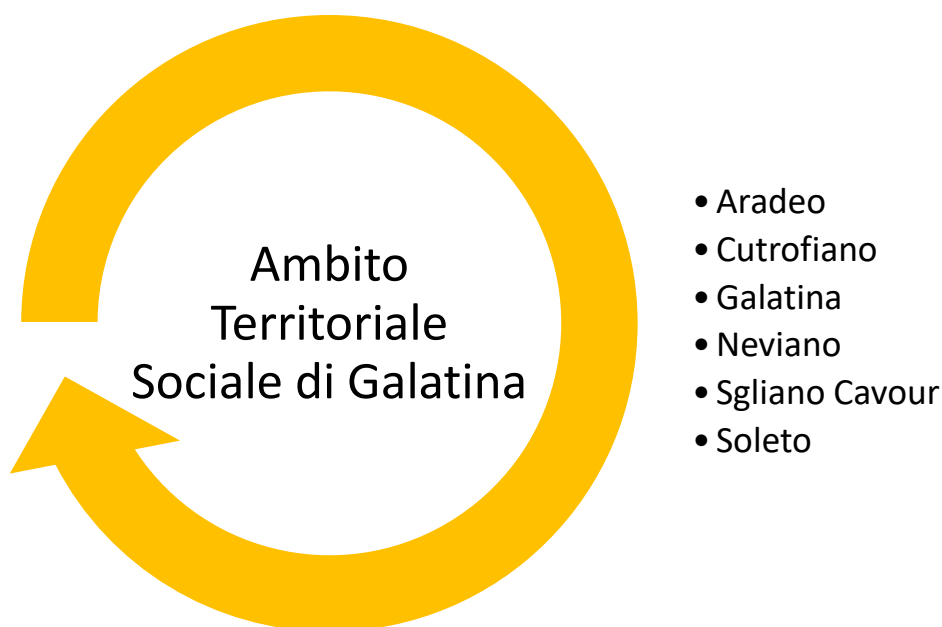 Ambito
Territoriale
Sociale di Galatina
• Aradeo
• Cutrofiano
• Galatina
• Neviano
• Sgliano Cavour
• Soleto